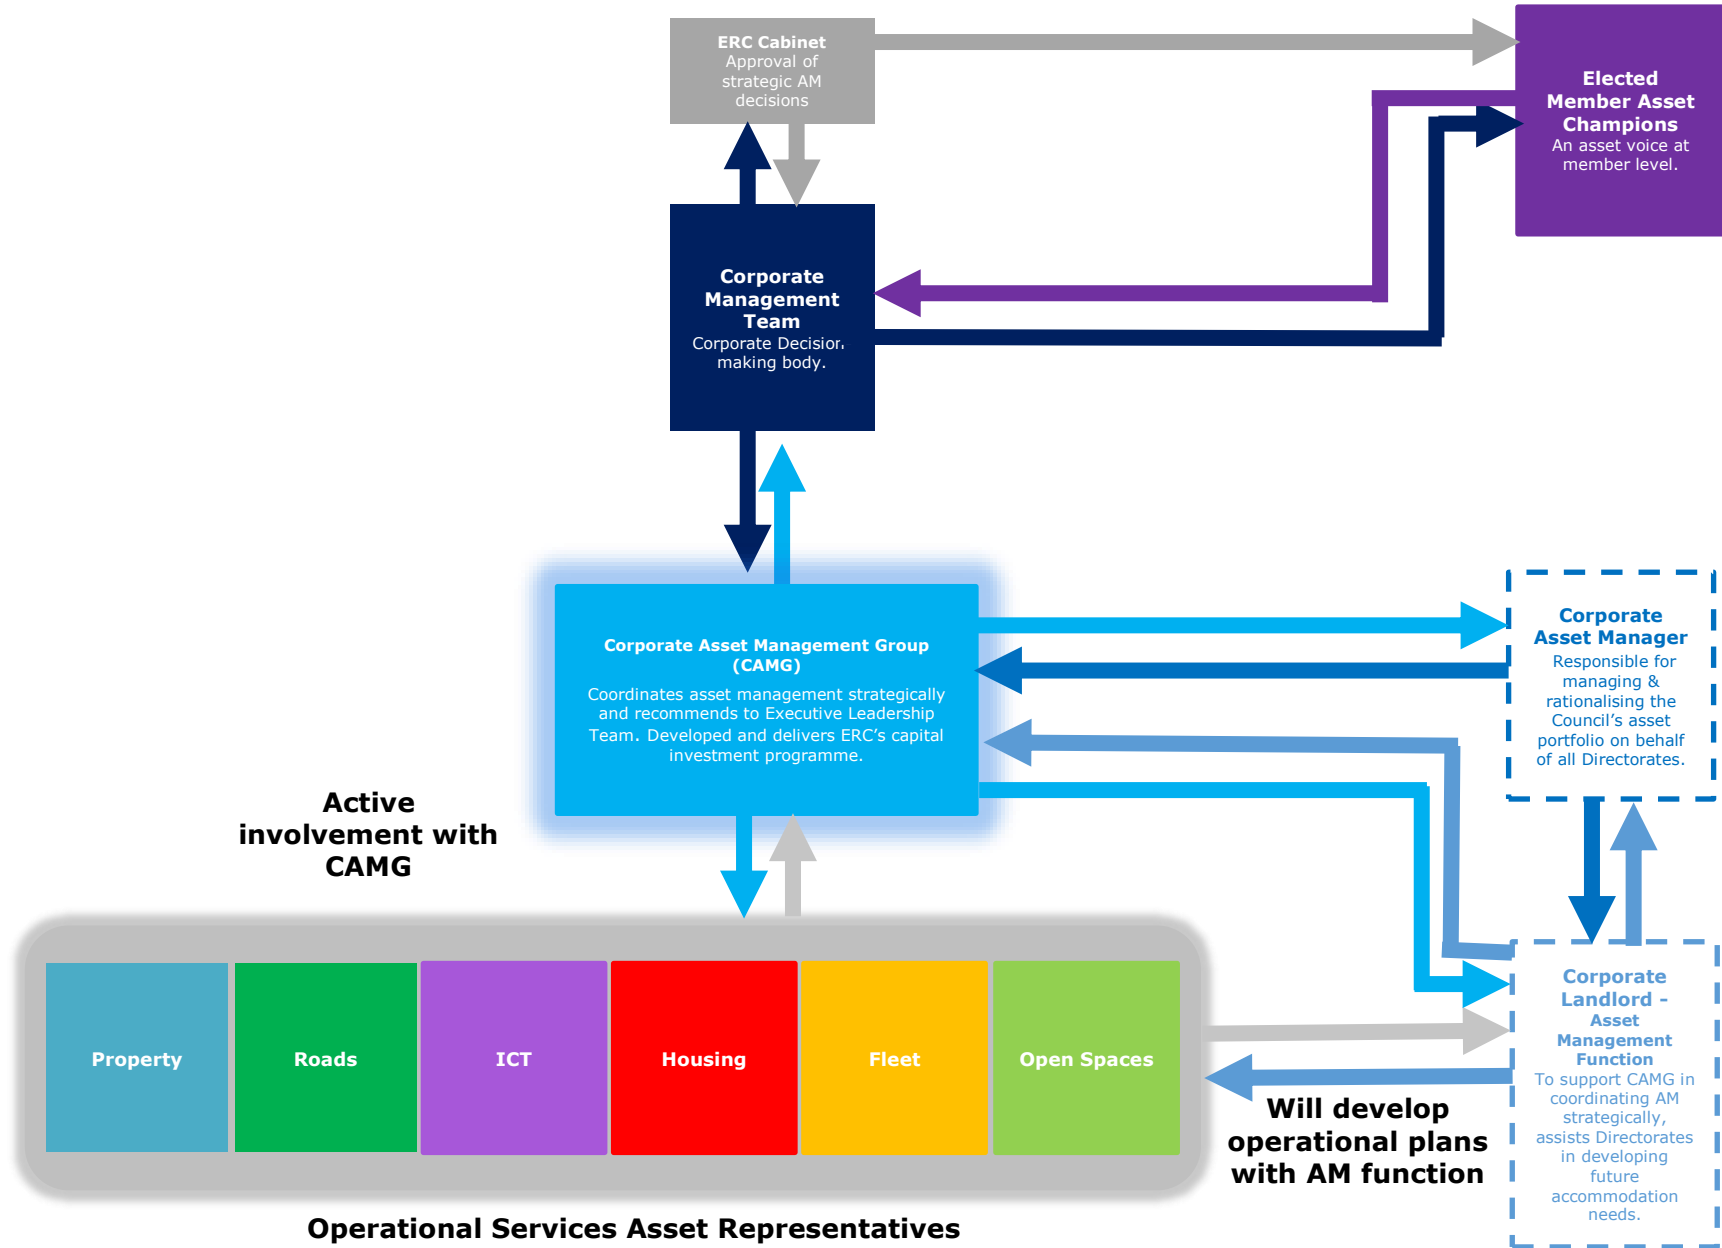 ERC Cabinet
Approval of
strategic AM
decisions
Elected
Member Asset
Champions
An asset voice at
member level.
Corporate
Management
Team
Corporate Decision
making body.
Corporate Asset Management Group
(CAMG)
Coordinates asset management strategically
and recommends to Executive Leadership
Team. Developed and delivers ERC's capital
investment programme.
Corporate
Asset Manager
Responsible for
managing &
rationalising the
Council's asset
portfolio on behalf
of all Directorates.
Active
involvement with
CAMG
Property
Roads
ICT
Housing
Fleet
Open Spaces
Corporate
Landlord –
Asset
Management
Function
To support CAMG in
coordinating AM
strategically,
assists Directorates
in developing
future
accommodation
needs.
Will develop
operational plans
with AM function
Operational Services Asset Representatives